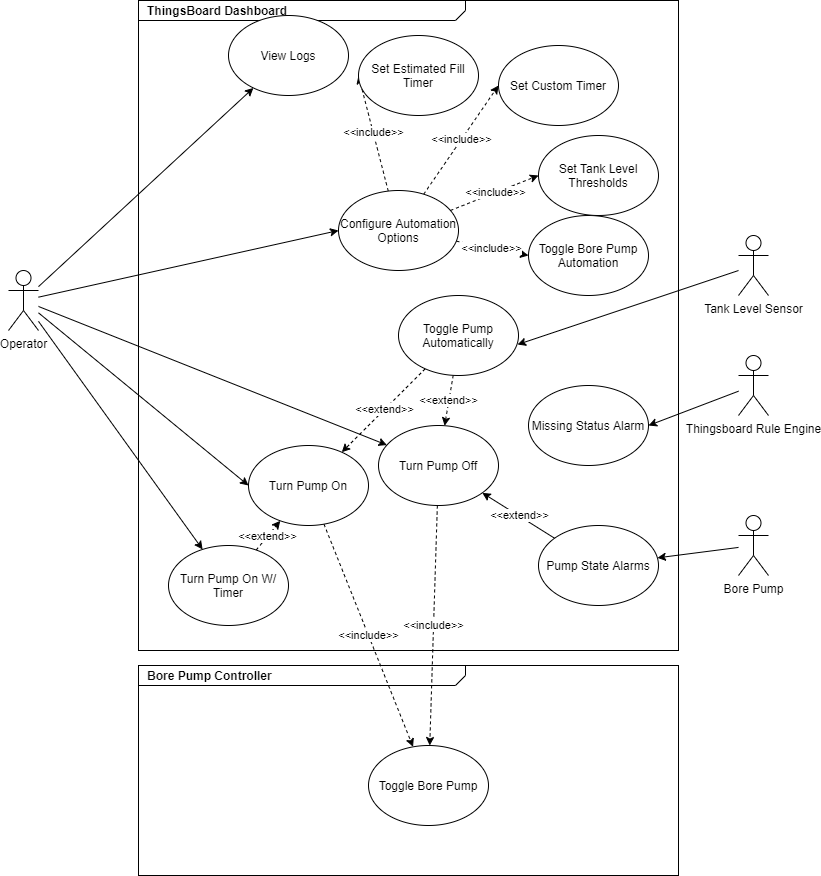 ThingsBoard Dashboard
View Logs
Set Estimated Fill
Timer
Set Custom Timer
<<include>>
<<include>>
Set Tank Level
Thresholds
<<include>>
Configure Automation
Options
<<include>>
Toggle Bore Pump
Automation
Tank Level Sensor
Operator
Toggle Pump
Automatically
<<extend>>
<<extend>>
Missing Status Alarm
Thingsboard Rule Engine
Turn Pump On
Turn Pump Off
<<extend>>
<<extend>>
Pump State Alarms
Bore Pump
Turn Pump On W/
Timer
<<include>>
<<include>>
Bore Pump Controller
Toggle Bore Pump